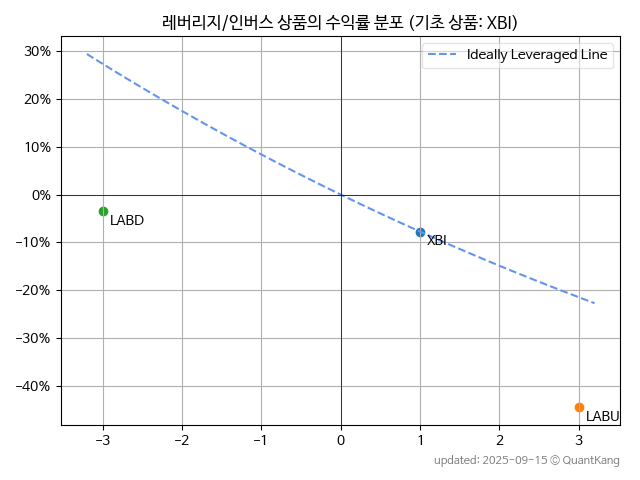 레버리지/인버스 상품의 수익률 분포 (기초 상품: XBI)
Ideally Leveraged Line
30%
20%
10%
0%
−10%
−20%
−30%
−40%
LABD
XBI
LABU
−3
−2
−1
0
1
2
3
updated: 2025-09-15 ⓒ QuantKang